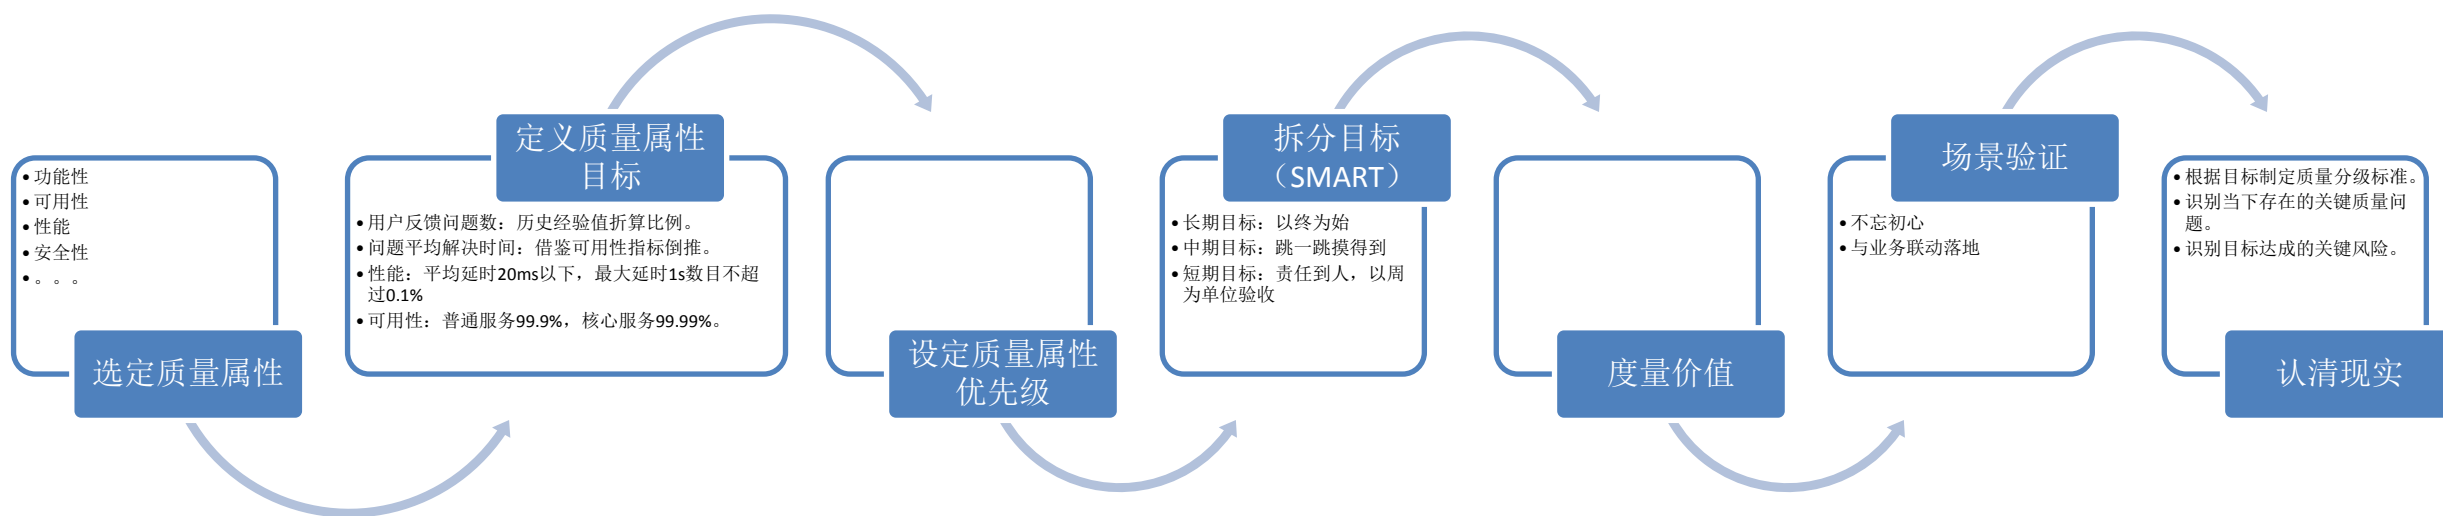 • 功能性
• 可用性
• 性能
• 安全性
• 。。。
选定质量属性
定义质量属性
目标
• 用户反馈问题数：历史经验值折算比例。
• 问题平均解决时间：借鉴可用性指标倒推。
• 性能：平均延时20ms以下，最大延时1s数目不超
过0.1%
• 可用性：普通服务99.9%，核心服务99.99%。
设定质量属性
优先级
拆分目标
（SMART）
• 长期目标：以终为始
• 中期目标：跳一跳摸得到
• 短期目标：责任到人，以周
为单位验收
度量价值
场景验证
• 不忘初心
• 与业务联动落地
• 根据目标制定质量分级标准。
• 识别当下存在的关键质量问
题。
• 识别目标达成的关键风险。
认清现实